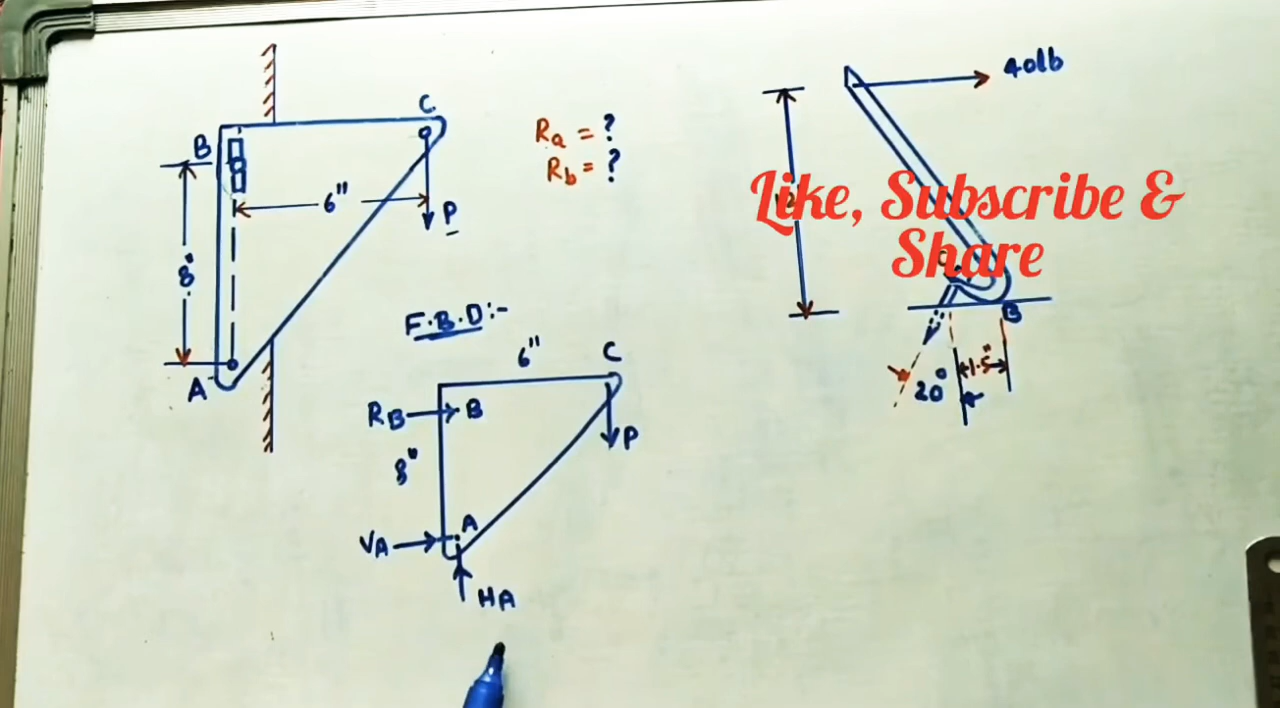 B
C
6"
P
8"
A
Ra = ?
Rb = ?
F.B.D:-
6"
C
RB
B
8"
P
VA
A
HA
40lb
Like, Subscribe &
Share
B
20°
1.5"